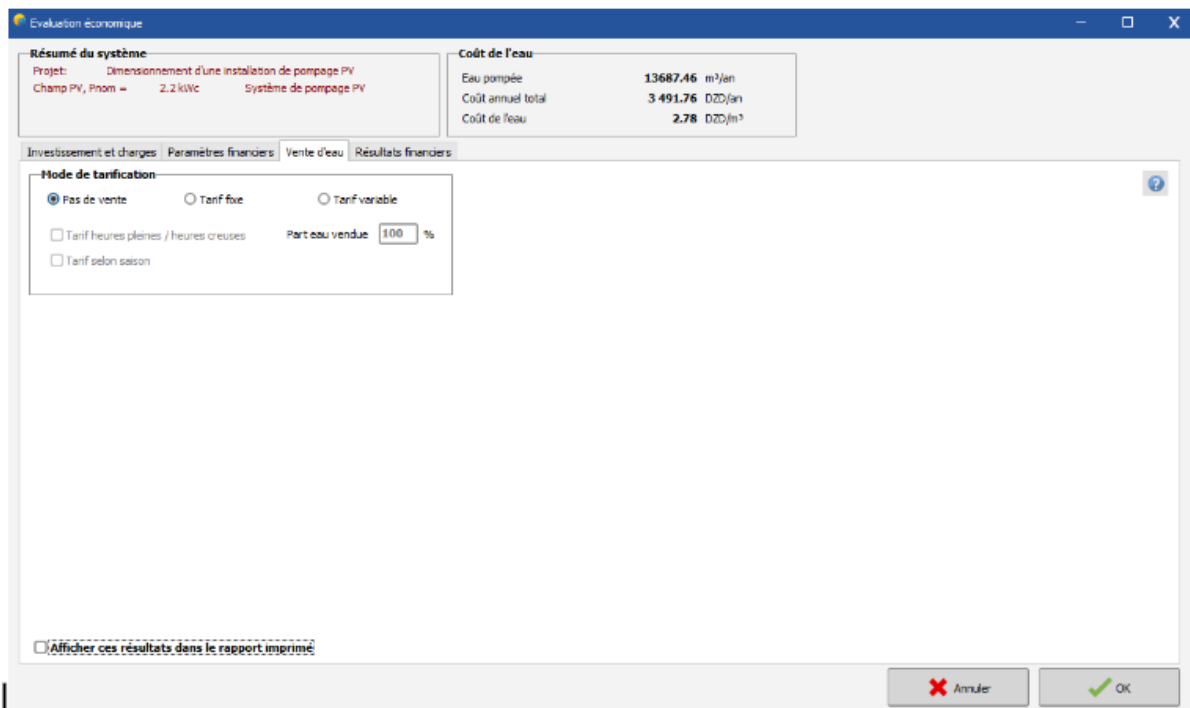 Evaluation économique
Résumé du système
Projet: Dimensionnement d'une installation de pompage PV
Champ PV, Pnom = 2.2 kWc Système de pompage PV
Coût de l'eau
Eau pompée 13687.46 m³/an
Coût annuel total 3 491.76 DZD/an
Coût de l'eau 2.78 DZD/m³
Investissement et charges Paramètres financiers Vente d'eau Résultats financiers
Mode de tarification
Pas de vente Tarif fixe Tarif variable
Tarif heures pleines / heures creuses Part eau vendue 100 %
Tarif selon saison
?
Afficher ces résultats dans le rapport imprimé
Annuler OK